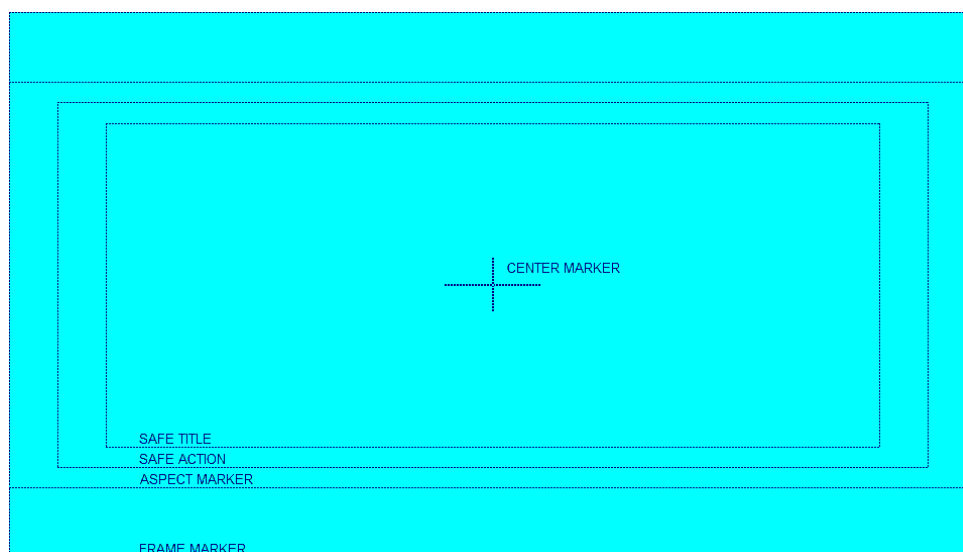 CENTER MARKER
SAFE TITLE
SAFE ACTION
ASPECT MARKER
FRAME MARKER